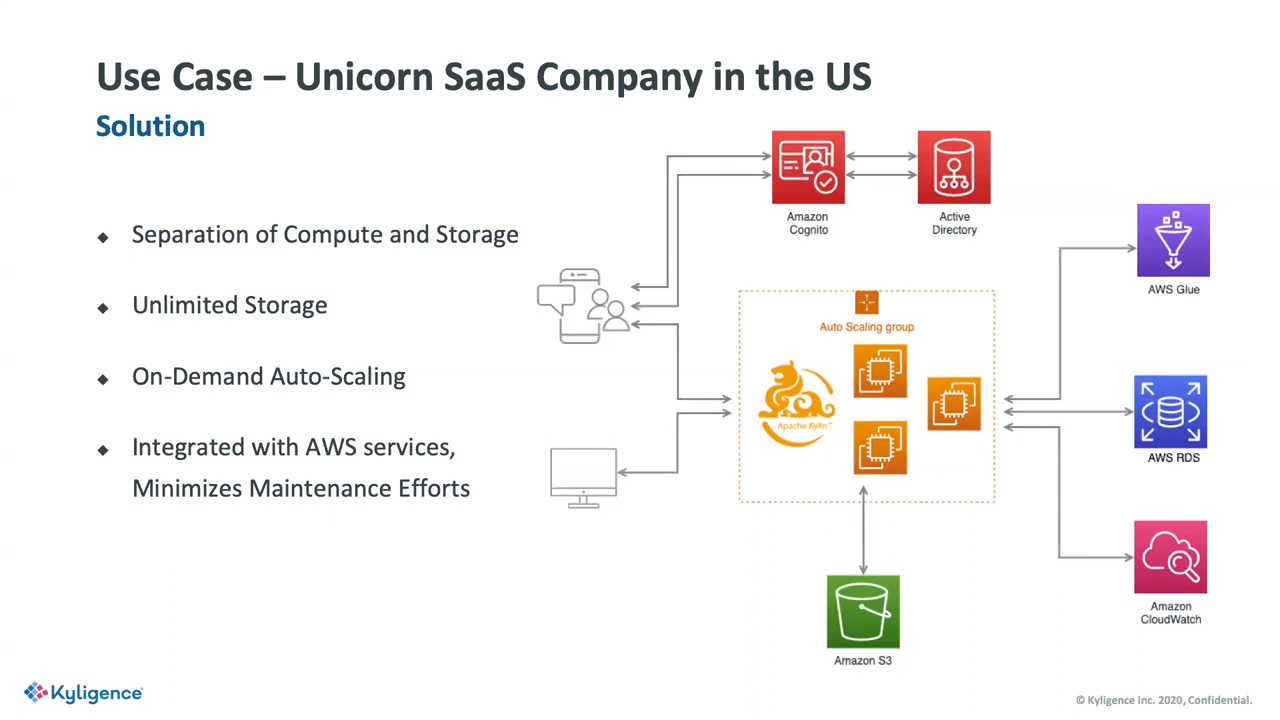 Use Case – Unicorn SaaS Company in the US
Solution
◆ Separation of Compute and Storage
◆ Unlimited Storage
◆ On-Demand Auto-Scaling
◆ Integrated with AWS services,
Minimizes Maintenance Efforts
Amazon
Cognito
Active
Directory
AWS Glue
Auto Scaling group
Apache Kylin™
AWS RDS
Amazon
CloudWatch
Amazon S3
Kyligence
© Kyligence Inc. 2020, Confidential.